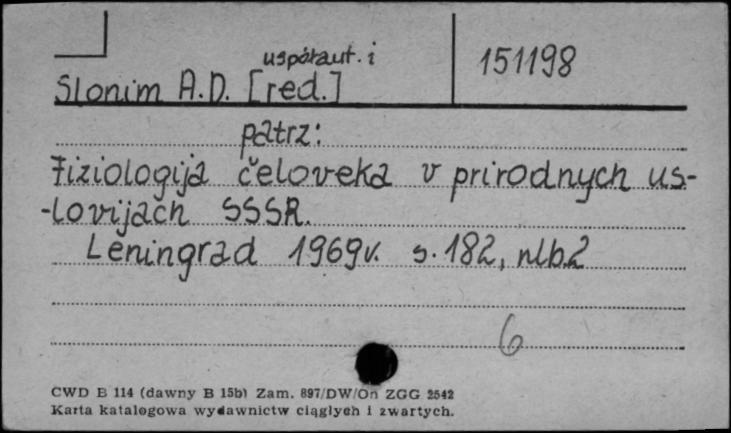 uspółaut. i
Slonim A.D. [red.]
151198
patrz:
Fiziologija čeloveka v prirodnych us-
-lovijach SSSR.
Leningrad 1969r. s. 182, nlb.2
6
CWD B 114 (dawny B 15b) Zam. 897/DW/On ZGG 2542
Karta katalogowa wydawnictw ciągłych i zwartych.